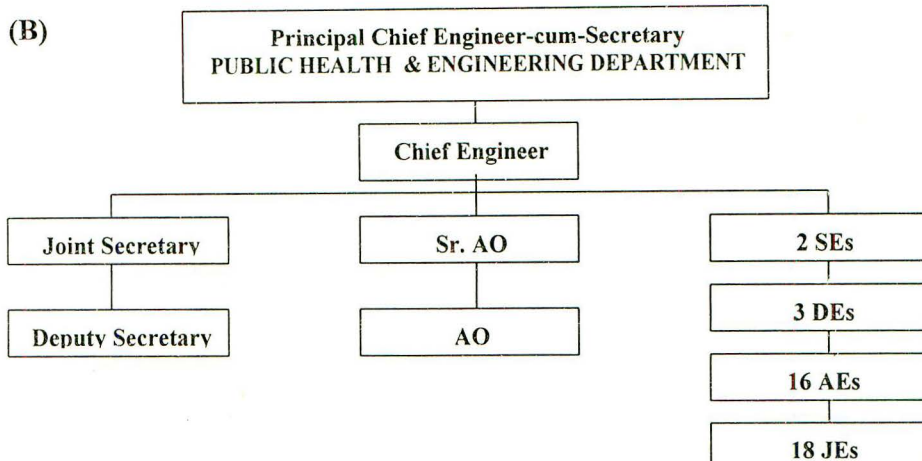 (B)
Principal Chief Engineer-cum-Secretary
PUBLIC HEALTH & ENGINEERING DEPARTMENT
Chief Engineer
Joint Secretary
Sr. AO
2 SEs
Deputy Secretary
AO
3 DEs
16 AEs
18 JEs